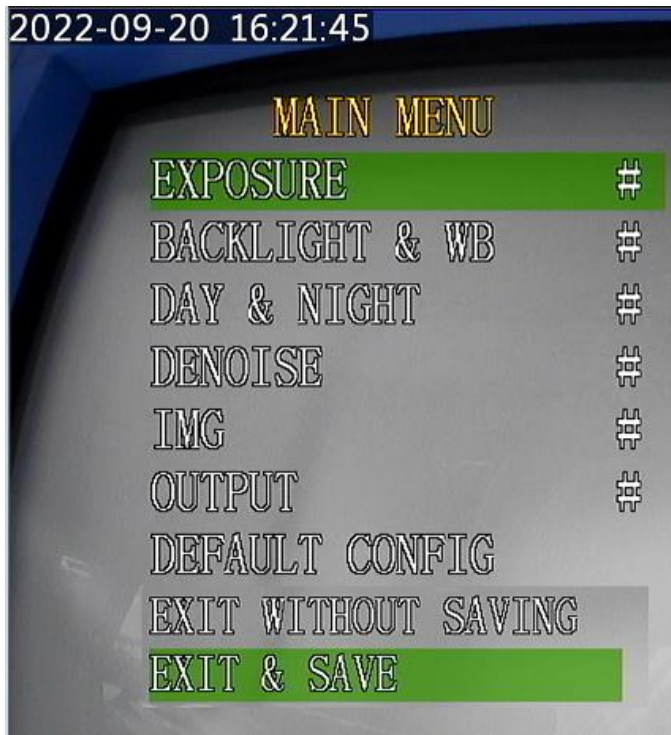 2022-09-20 16:21:45
MAIN MENU
EXPOSURE #
BACKLIGHT & WB #
DAY & NIGHT #
DENOISE #
IMG #
OUTPUT #
DEFAULT CONFIG
EXIT WITHOUT SAVING
EXIT & SAVE